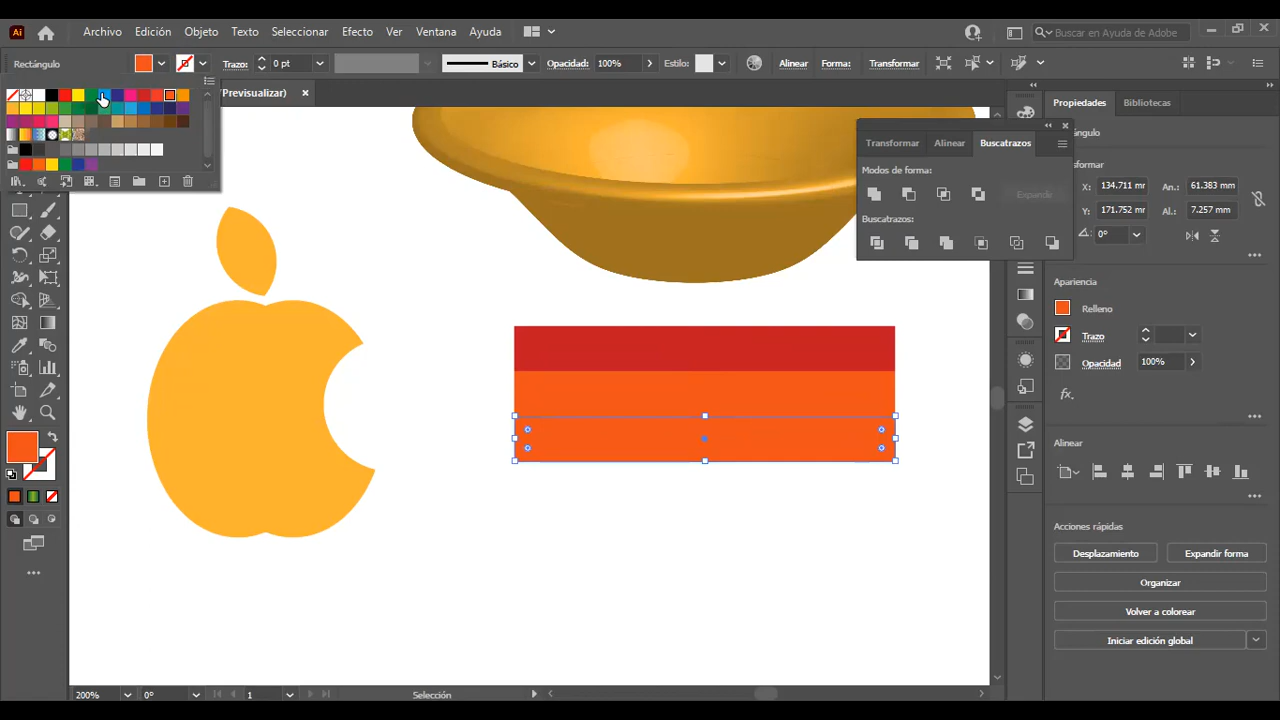 Ai
Archivo Edición Objeto Texto Seleccionar Efecto Ver Ventana Ayuda
Buscar en Ayuda de Adobe
Rectángulo
Trazo: 0 pt
Básico
Opacidad: 100%
Estilo:
Alinear
Forma:
Transformar
Previsualizar) ×
Transformar Alinear Buscatrazos
Modos de forma:
Expandir
Buscatrazos:
Propiedades Bibliotecas
X: 134.711 mr An.: 61.383 mm
Y: 171.752 mr Al.: 7.257 mm
0°
Apariencia
Relleno
Trazo
Opacidad 100%
fx.
Alinear
Acciones rápidas
Desplazamiento Expandir forma
Organizar
Volver a colorear
Iniciar edición global
200% 0° 1 Selección